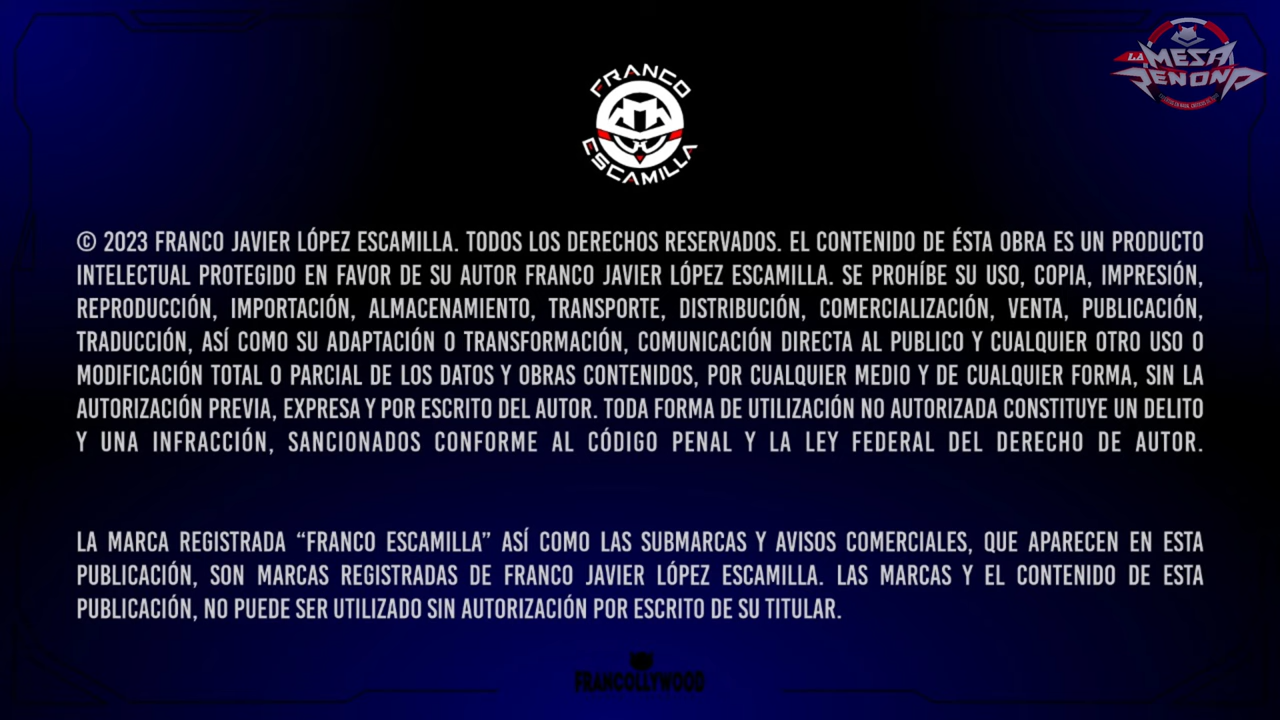 FRANCO
ESCAMILLA
LA
MESA
RENONA
© 2023 FRANCO JAVIER LÓPEZ ESCAMILLA. TODOS LOS DERECHOS RESERVADOS. EL CONTENIDO DE ÉSTA OBRA ES UN PRODUCTO
INTELECTUAL PROTEGIDO EN FAVOR DE SU AUTOR FRANCO JAVIER LÓPEZ ESCAMILLA. SE PROHÍBE SU USO, COPIA, IMPRESIÓN,
REPRODUCCIÓN, IMPORTACIÓN, ALMACENAMIENTO, TRANSPORTE, DISTRIBUCIÓN, COMERCIALIZACIÓN, VENTA, PUBLICACIÓN,
TRADUCCIÓN, ASÍ COMO SU ADAPTACIÓN O TRANSFORMACIÓN, COMUNICACIÓN DIRECTA AL PUBLICO Y CUALQUIER OTRO USO O
MODIFICACIÓN TOTAL O PARCIAL DE LOS DATOS Y OBRAS CONTENIDOS, POR CUALQUIER MEDIO Y DE CUALQUIER FORMA, SIN LA
AUTORIZACIÓN PREVIA, EXPRESA Y POR ESCRITO DEL AUTOR. TODA FORMA DE UTILIZACIÓN NO AUTORIZADA CONSTITUYE UN DELITO
Y UNA INFRACCIÓN, SANCIONADOS CONFORME AL CÓDIGO PENAL Y LA LEY FEDERAL DEL DERECHO DE AUTOR.
LA MARCA REGISTRADA “FRANCO ESCAMILLA” ASÍ COMO LAS SUBMARCAS Y AVISOS COMERCIALES, QUE APARECEN EN ESTA
PUBLICACIÓN, SON MARCAS REGISTRADAS DE FRANCO JAVIER LÓPEZ ESCAMILLA. LAS MARCAS Y EL CONTENIDO DE ESTA
PUBLICACIÓN, NO PUEDE SER UTILIZADO SIN AUTORIZACIÓN POR ESCRITO DE SU TITULAR.
FRANCOLLYWOOD